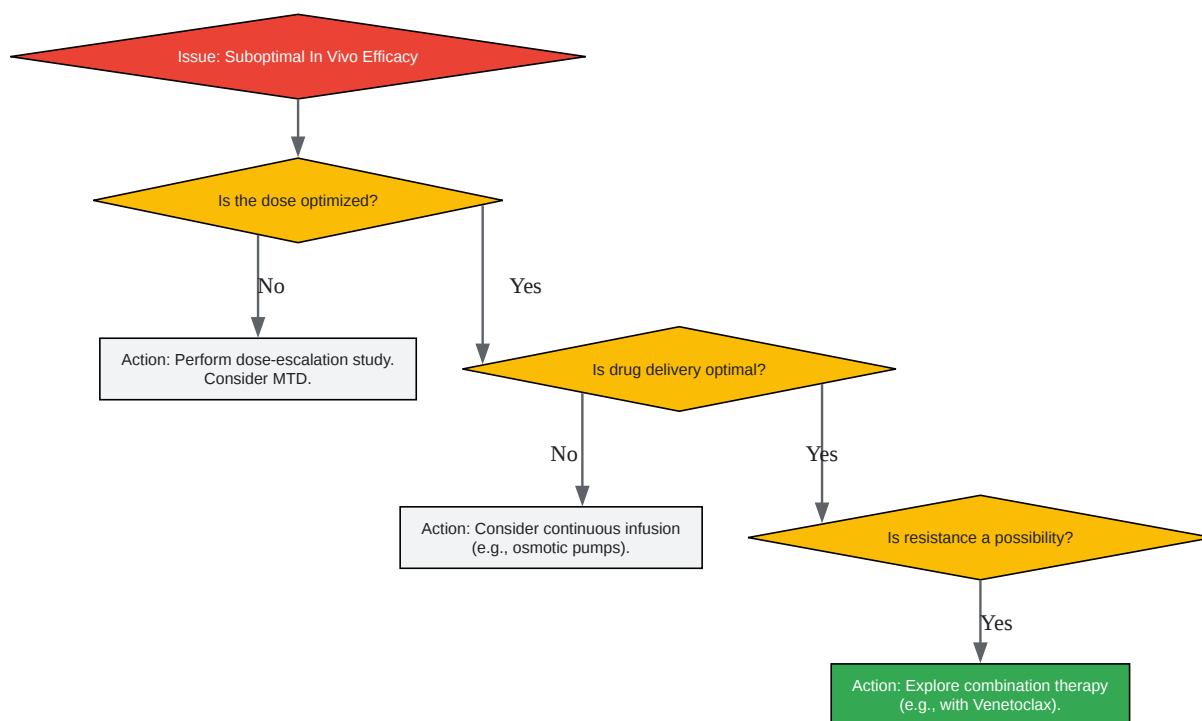 Issue: Suboptimal In Vivo Efficacy
Is the dose optimized?
No
Yes
Action: Perform dose-escalation study.
Consider MTD.
Is drug delivery optimal?
No
Yes
Action: Consider continuous infusion
(e.g., osmotic pumps).
Is resistance a possibility?
Yes
Action: Explore combination therapy
(e.g., with Venetoclax).